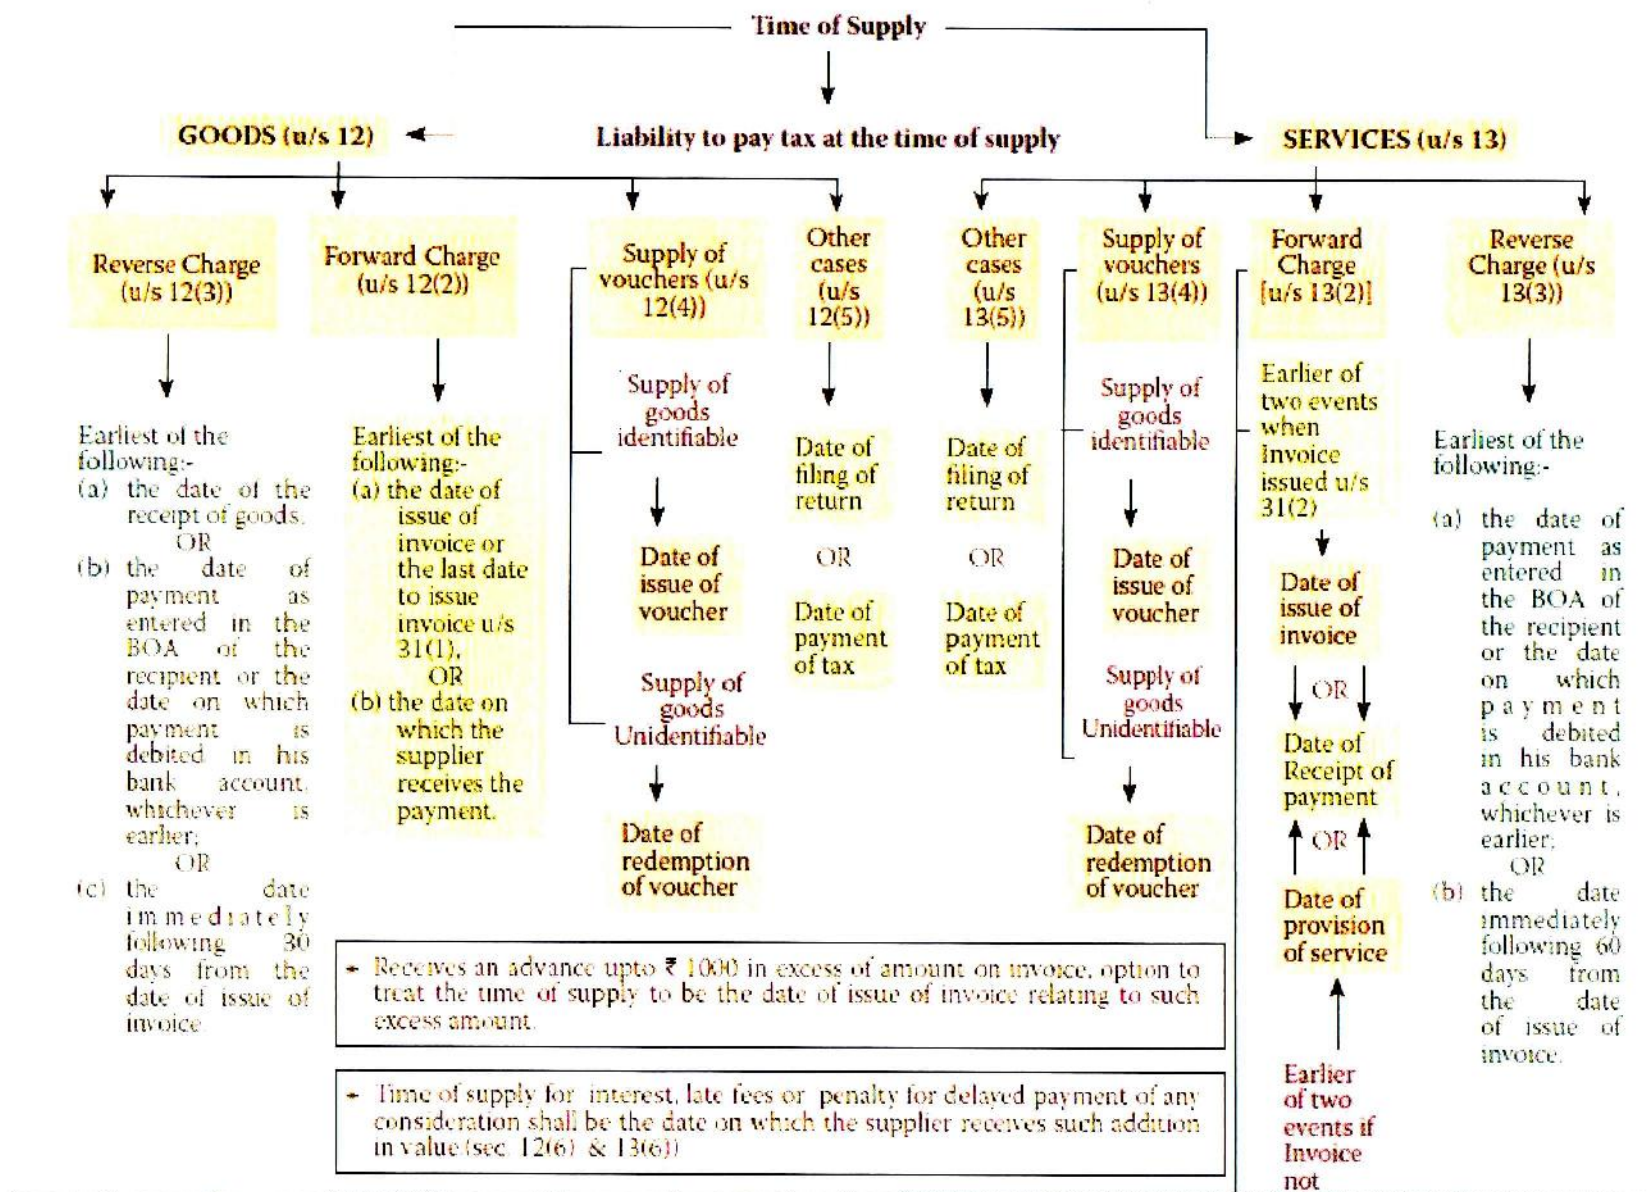 Time of Supply
GOODS (u/s 12)
Liability to pay tax at the time of supply
SERVICES (u/s 13)
Reverse Charge
(u/s 12(3))
Forward Charge
(u/s 12(2))
Supply of
vouchers (u/s
12(4))
Other
cases
(u/s
12(5))
Other
cases
(u/s
13(5))
Supply of
vouchers
(u/s 13(4))
Forward
Charge
[u/s 13(2)]
Reverse
Charge (u/s
13(3))
Earliest of the
following:-
(a) the date of the
receipt of goods.
OR
(b) the date of
payment as
entered in the
BOA of the
recipient or the
date on which
payment is
debited in his
bank account,
whichever is
earlier;
OR
(c) the date
immediately
following 30
days from the
date of issue of
invoice
Earliest of the
following:-
(a) the date of
issue of
invoice or
the last date
to issue
invoice u/s
31(1),
OR
(b) the date on
which the
supplier
receives the
payment.
Supply of
goods
identifiable
Date of
issue of
voucher
Supply of
goods
Unidentifiable
Date of
redemption
of voucher
Date of
filing of
return
OR
Date of
payment
of tax
Date of
filing of
return
OR
Date of
payment
of tax
Supply of
goods
identifiable
Date of
issue of
voucher
Supply of
goods
Unidentifiable
Date of
redemption
of voucher
Earlier of
two events
when
Invoice
issued u/s
31(2)
Date of
issue of
invoice
OR
Date of
Receipt of
payment
OR
Date of
provision
of service
Earlier
of two
events if
Invoice
not
Earliest of the
following:-
(a) the date of
payment as
entered in
the BOA of
the recipient
or the date
on which
payment
is debited
in his bank
account,
whichever is
earlier;
OR
(b) the date
immediately
following 60
days from
the date
of issue of
invoice.
Receives an advance upto ₹ 1000 in excess of amount on invoice, option to
treat the time of supply to be the date of issue of invoice relating to such
excess amount.
Time of supply for interest, late fees or penalty for delayed payment of any
consideration shall be the date on which the supplier receives such addition
in value (sec. 12(6) & 13(6))